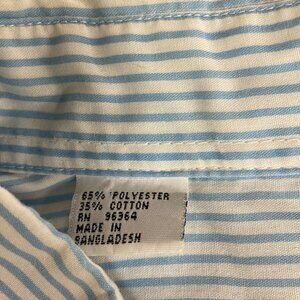 65% POLYESTER
35% COTTON
RN 96364
MADE IN
BANGLADESH